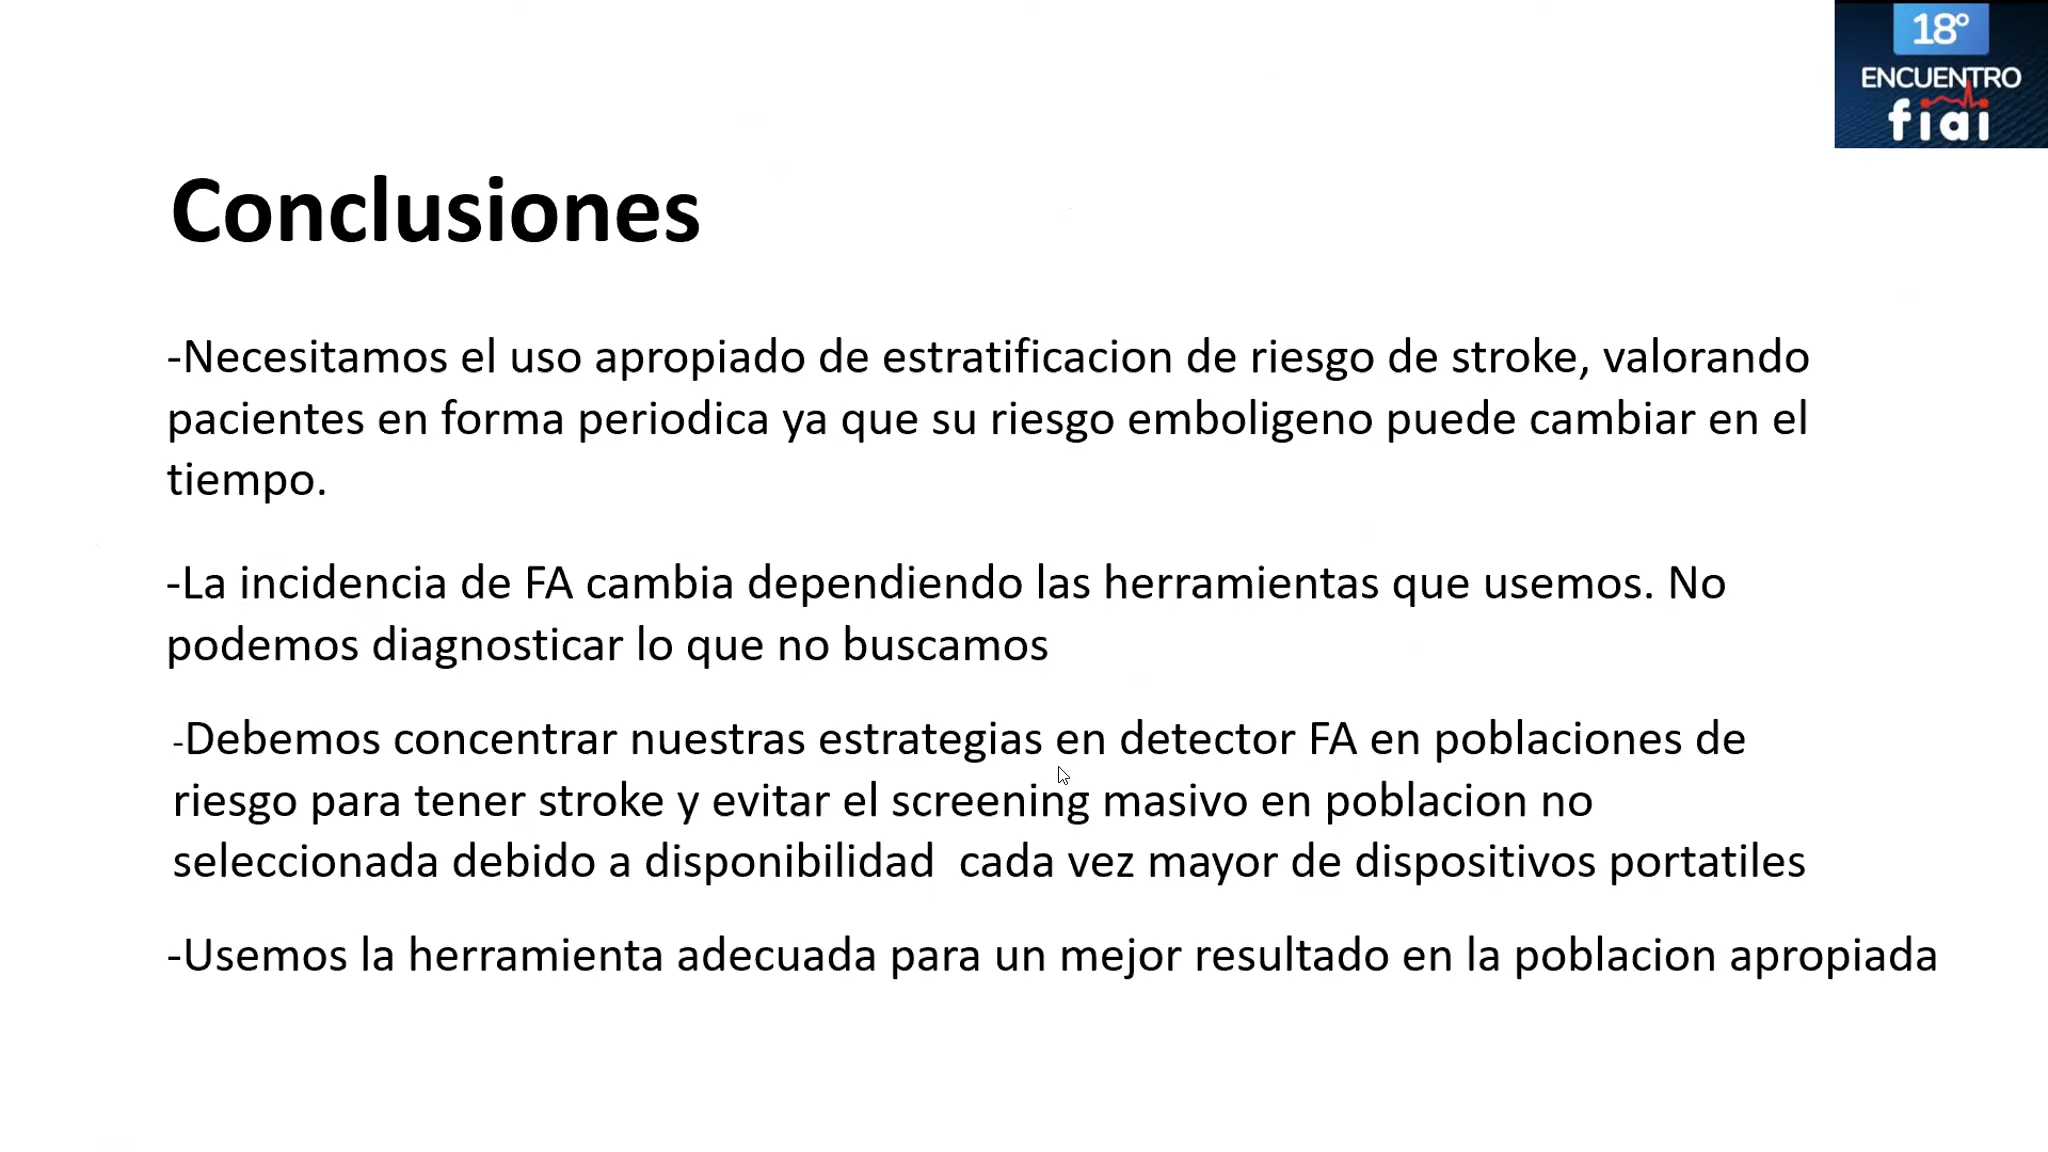 18º
ENCUENTRO
fiai
Conclusiones
-Necesitamos el uso apropiado de estratificacion de riesgo de stroke, valorando
pacientes en forma periodica ya que su riesgo emboligeno puede cambiar en el
tiempo.
-La incidencia de FA cambia dependiendo las herramientas que usemos. No
podemos diagnosticar lo que no buscamos
-Debemos concentrar nuestras estrategias en detector FA en poblaciones de
riesgo para tener stroke y evitar el screening masivo en poblacion no
seleccionada debido a disponibilidad  cada vez mayor de dispositivos portatiles
-Usemos la herramienta adecuada para un mejor resultado en la poblacion apropiada